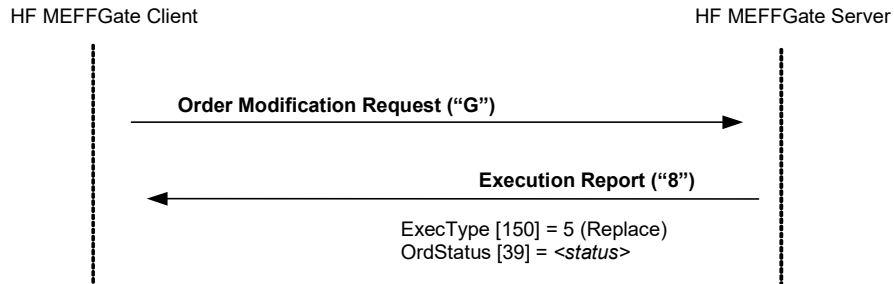 HF MEFFGate Client
HF MEFFGate Server
Order Modification Request (“G”)
Execution Report (“8”)
ExecType [150] = 5 (Replace)
OrdStatus [39] = <status>